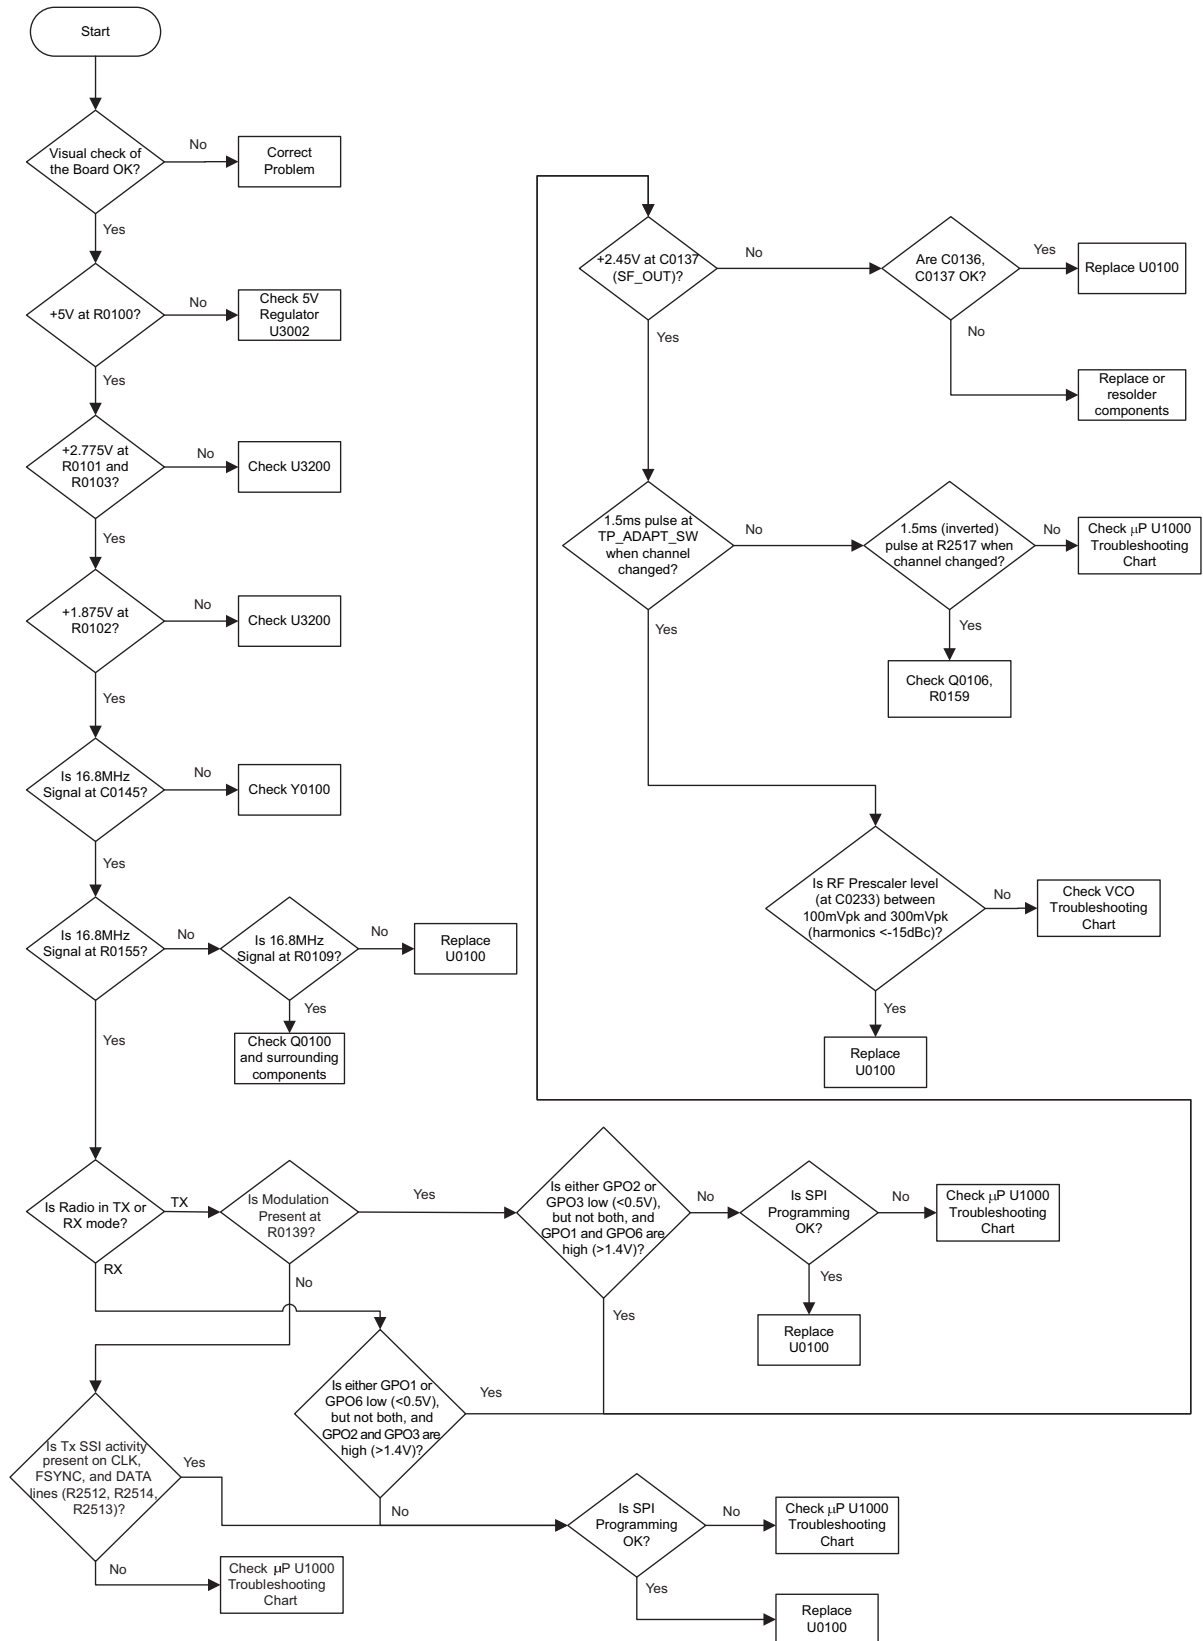 Start
Visual check of
the Board OK?
No
Correct
Problem
Yes
+5V at R0100?
No
Check 5V
Regulator
U3002
Yes
+2.775V at
R0101 and
R0103?
No
Check U3200
Yes
+1.875V at
R0102?
No
Check U3200
Yes
Is 16.8MHz
Signal at C0145?
No
Check Y0100
Yes
Is 16.8MHz
Signal at R0155?
No
Is 16.8MHz
Signal at R0109?
No
Replace
U0100
Yes
Check Q0100
and surrounding
components
Yes
Is Radio in TX or
RX mode?
TX
Is Modulation
Present at
R0139?
Yes
Is either GPO2 or
GPO3 low (<0.5V),
but not both, and
GPO1 and GPO6 are
high (>1.4V)?
No
Is SPI
Programming
OK?
No
Check µP U1000
Troubleshooting
Chart
Yes
Replace
U0100
Yes
RX
No
Is either GPO1 or
GPO6 low (<0.5V),
but not both, and
GPO2 and GPO3 are
high (>1.4V)?
Yes
No
Is Tx SSI activity
present on CLK,
FSYNC, and DATA
lines (R2512, R2514,
R2513)?
Yes
No
Check µP U1000
Troubleshooting
Chart
Is SPI
Programming
OK?
No
Check µP U1000
Troubleshooting
Chart
Yes
Replace
U0100
+2.45V at C0137
(SF_OUT)?
No
Are C0136,
C0137 OK?
Yes
Replace U0100
No
Replace or
resolder
components
Yes
1.5ms pulse at
TP_ADAPT_SW
when channel
changed?
No
1.5ms (inverted)
pulse at R2517 when
channel changed?
No
Check µP U1000
Troubleshooting
Chart
Yes
Check Q0106,
R0159
Yes
Is RF Prescaler level
(at C0233) between
100mVpk and 300mVpk
(harmonics <-15dBc)?
No
Check VCO
Troubleshooting
Chart
Yes
Replace
U0100